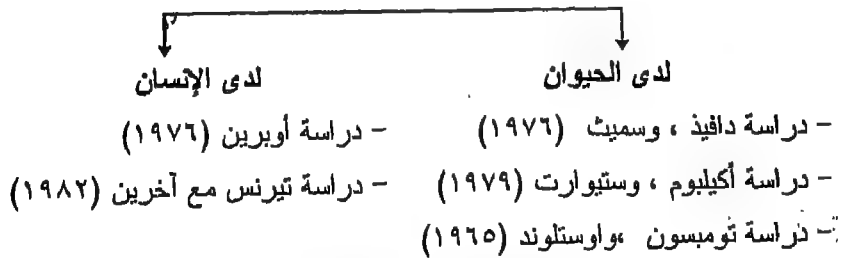 لدى الحيوان
- دراسة دافيذ ، وسميث (١٩٧٦)
- دراسة أكيلبوم ، وستيوارت (١٩٧٩)
- دراسة تومبسون ،واوستلوند (١٩٦٥)
لدى الإنسان
- دراسة أوبرين (١٩٧٦)
- دراسة تيرنس مع آخرين (١٩٨٢)